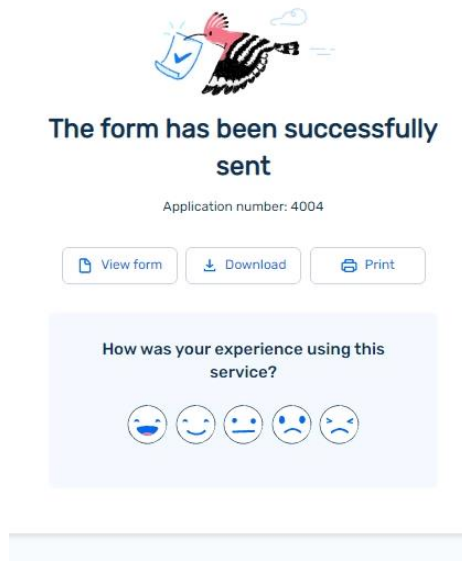 The form has been successfully
sent
Application number: 4004
View form
Download
Print
How was your experience using this
service?